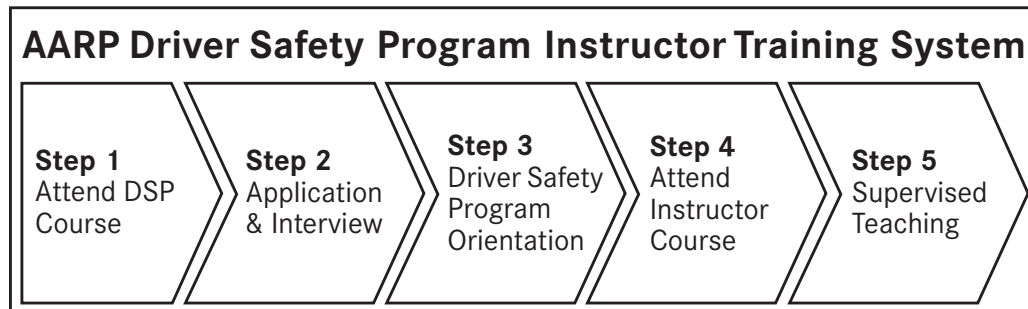 AARP Driver Safety Program Instructor Training System
Step 1
Attend DSP
Course
Step 2
Application
& Interview
Step 3
Driver Safety
Program
Orientation
Step 4
Attend
Instructor
Course
Step 5
Supervised
Teaching